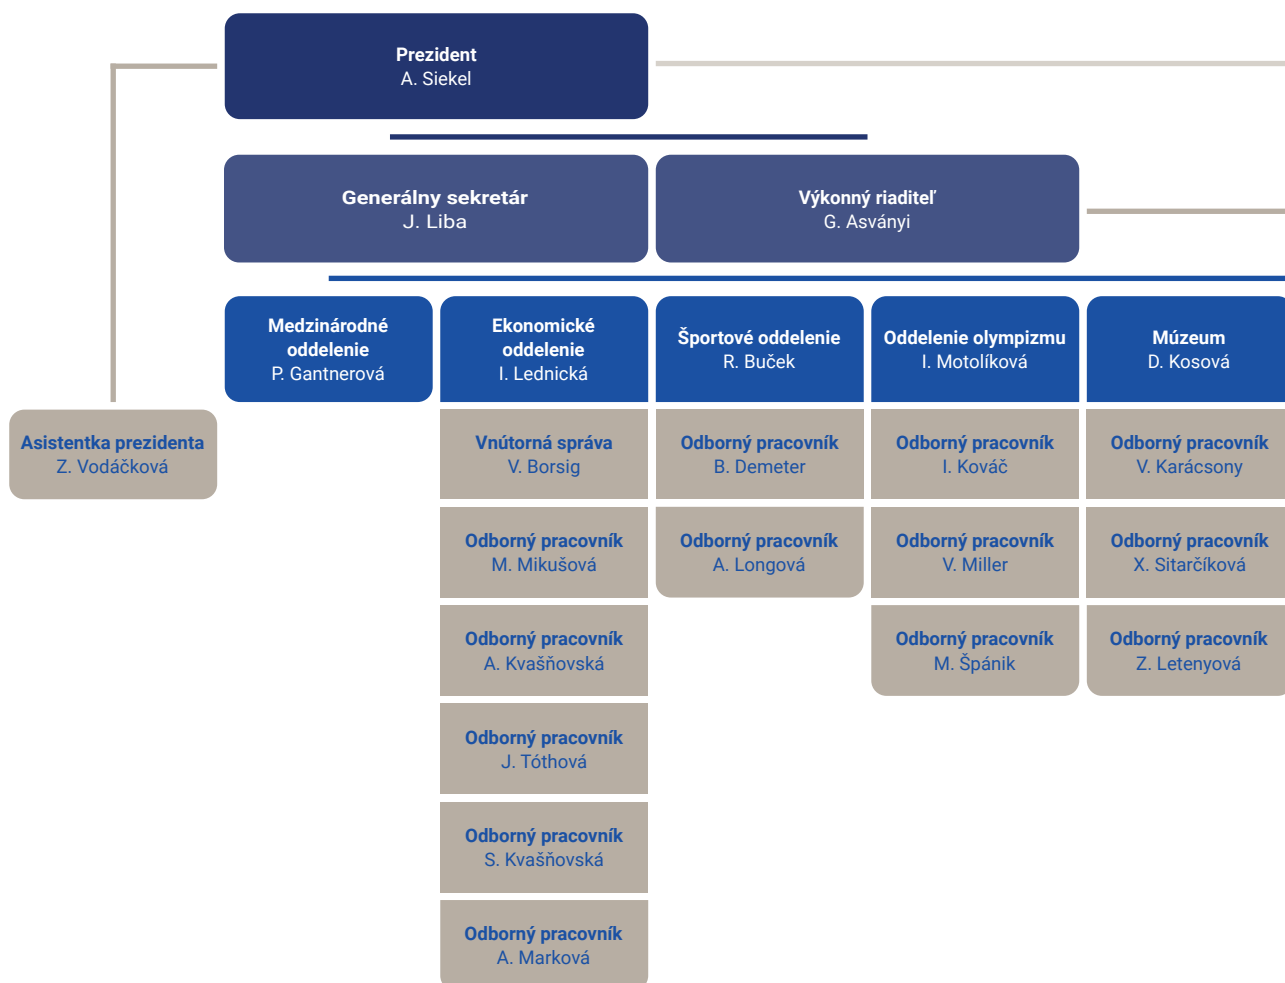 Prezident
A. Siekel
Generálny sekretár
J. Liba
Výkonný riaditeľ
G. Asványi
Medzinárodné
oddelenie
P. Gantnerová
Ekonomické
oddelenie
I. Lednická
Športové oddelenie
R. Buček
Oddelenie olympizmu
I. Motolíková
Múzeum
D. Kosová
Asistentka prezidenta
Z. Vodáčková
Vnútorná správa
V. Borsig
Odborný pracovník
B. Demeter
Odborný pracovník
I. Kováč
Odborný pracovník
V. Karácsony
Odborný pracovník
M. Mikušová
Odborný pracovník
A. Longová
Odborný pracovník
V. Miller
Odborný pracovník
X. Sitarčíková
Odborný pracovník
A. Kvašňovská
Odborný pracovník
M. Špánik
Odborný pracovník
Z. Letenyová
Odborný pracovník
J. Tóthová
Odborný pracovník
S. Kvašňovská
Odborný pracovník
A. Marková